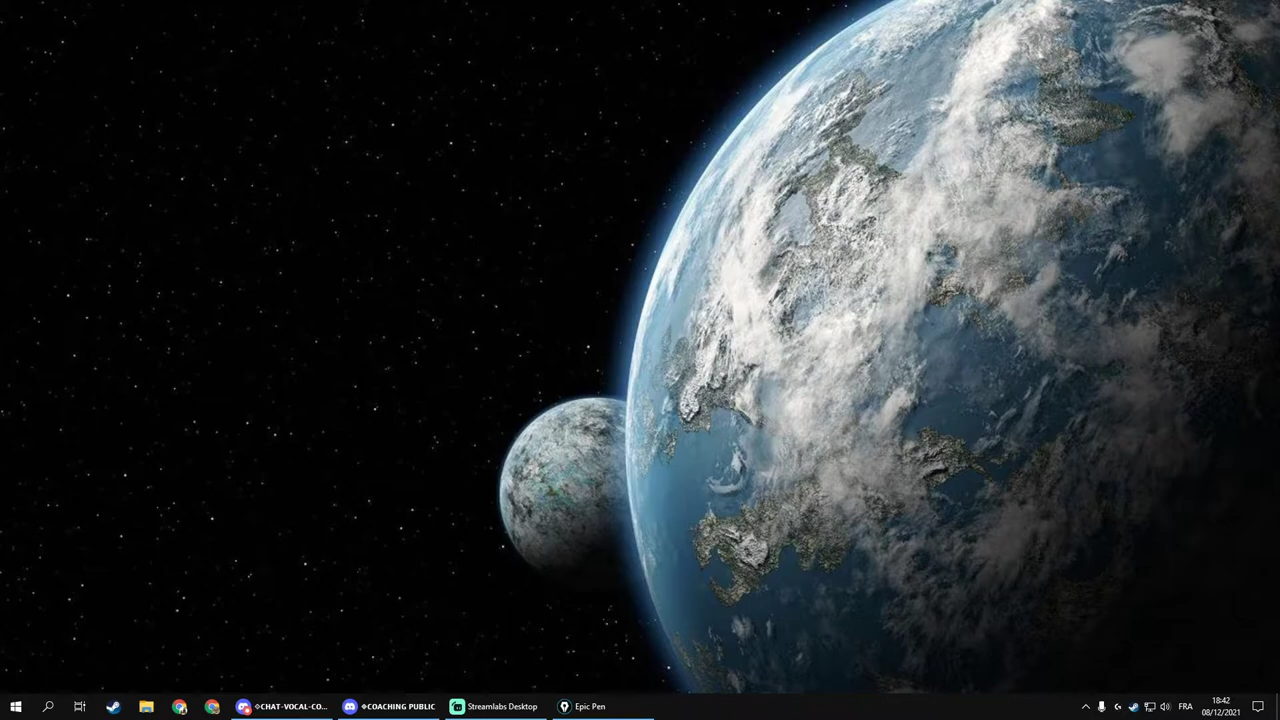 ◇CHAT-VOCAL-CO...
◆COACHING PUBLIC
Streamlabs Desktop
Epic Pen
FRA
18:42
08/12/2021